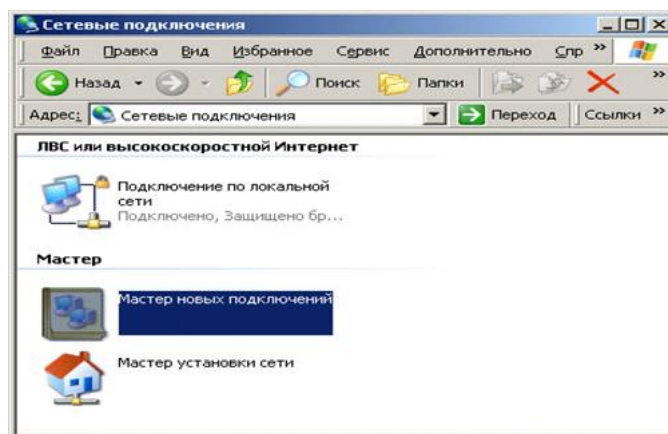 Сетевые подключения
Файл Правка Вид Избранное Сервис Дополнительно Спр »
Назад Поиск Папки »
Адрес: Сетевые подключения Переход Ссылки »
ЛВС или высокоскоростной Интернет
Подключение по локальной
сети
Подключено, Защищено бр...
Мастер
Мастер новых подключений
Мастер установки сети